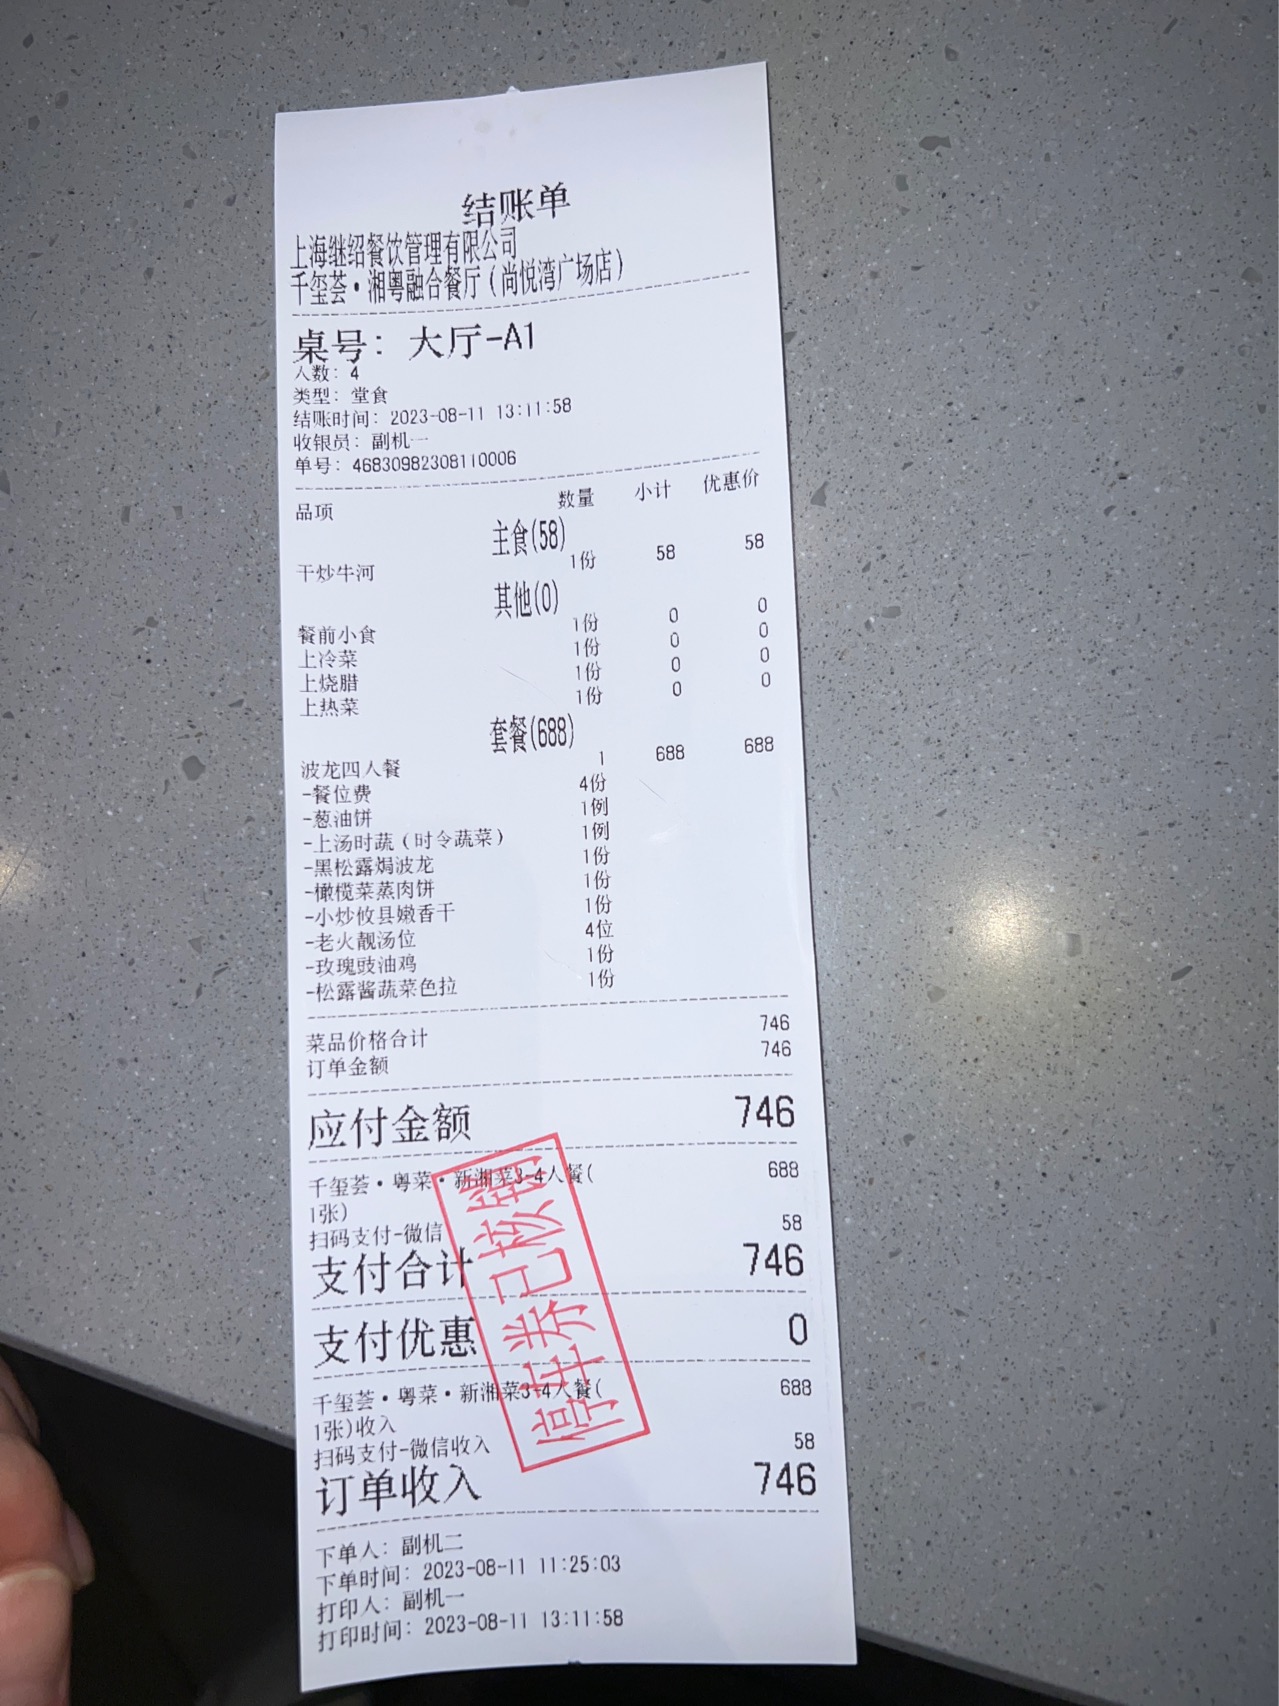 结账单
上海继绍餐饮管理有限公司
千玺荟·湘粤融合餐厅(尚悦湾广场店)
桌号: 大厅-A1
人数: 4
类型: 堂食
结账时间: 2023-08-11 13:11:58
收银员: 副机一
单号: 468309823081110006
品项 数量 小计 优惠价
主食(58)
干炒牛河 1份 58 58
其他(0)
餐前小食 1份 0 0
上冷菜 1份 0 0
上烧腊 1份 0 0
上热菜 1份 0 0
套餐(688)
波龙四人餐 1 688 688
-餐位费 4份
-葱油饼 1例
-上汤时蔬(时令蔬菜) 1例
-黑松露焗波龙 1份
-橄榄菜蒸肉饼 1份
-小炒攸县嫩香干 1份
-老火靓汤位 4位
-玫瑰豉油鸡 1份
-松露酱蔬菜色拉 1份
菜品价格合计 746
订单金额 746
应付金额 746
千玺荟·粤菜·新湘菜3-4人餐( 688
1张)
扫码支付-微信 58
支付合计 746
支付优惠 0
千玺荟·粤菜·新湘菜3-4人餐( 688
1张)收入
扫码支付-微信收入 58
订单收入 746
下单人: 副机二
下单时间: 2023-08-11 11:25:03
打印人: 副机一
打印时间: 2023-08-11 13:11:58
停车券已核销